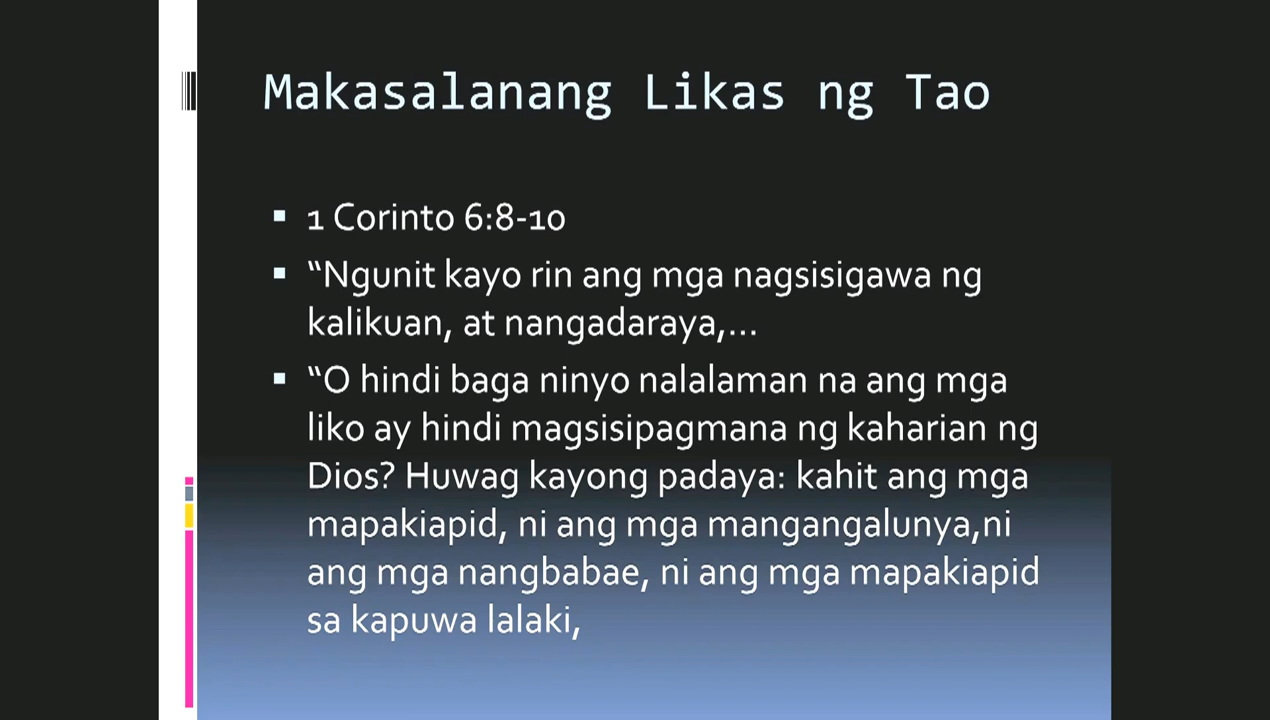 Makasalanang Likas ng Tao
▪ 1 Corinto 6:8-10
▪ “Ngunit kayo rin ang mga nagsisigawa ng
kalikuan, at nangadaraya,...
▪ “O hindi baga ninyo nalalaman na ang mga
liko ay hindi magsisipagmana ng kaharian ng
Dios? Huwag kayong padaya: kahit ang mga
mapakiapid, ni ang mga mangangalunya,ni
ang mga nangbabae, ni ang mga mapakiapid
sa kapuwa lalaki,